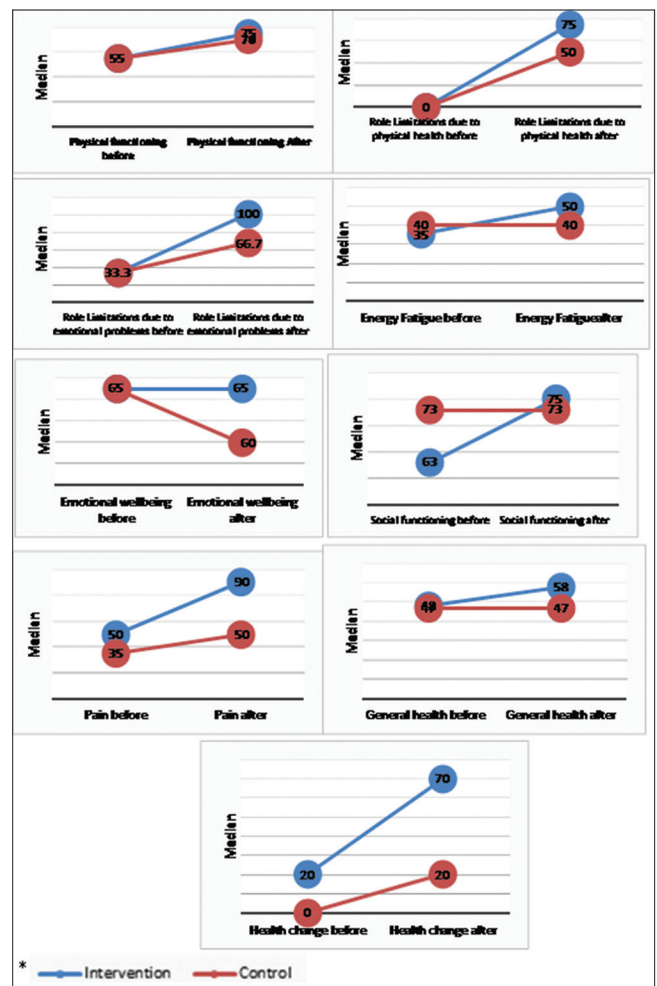 Median
55
75
70
Physical functioning before
Physical functioning After
Median
0
75
50
Role Limitations due to
physical health before
Role Limitations due to
physical health after
Median
33.3
100
66.7
Role Limitations due to
emotional problems before
Role Limitations due to
emotional problems after
Median
40
35
50
40
Energy Fatigue before
Energy Fatigueafter
Median
65
65
60
Emotional wellbeing
before
Emotional wellbeing
after
Median
73
63
75
73
Social functioning before
Social functioning after
Median
50
35
90
50
Pain before
Pain after
Median
58
47
General health before
General health after
Median
20
0
70
20
Health change before
Health change after
* Intervention Control